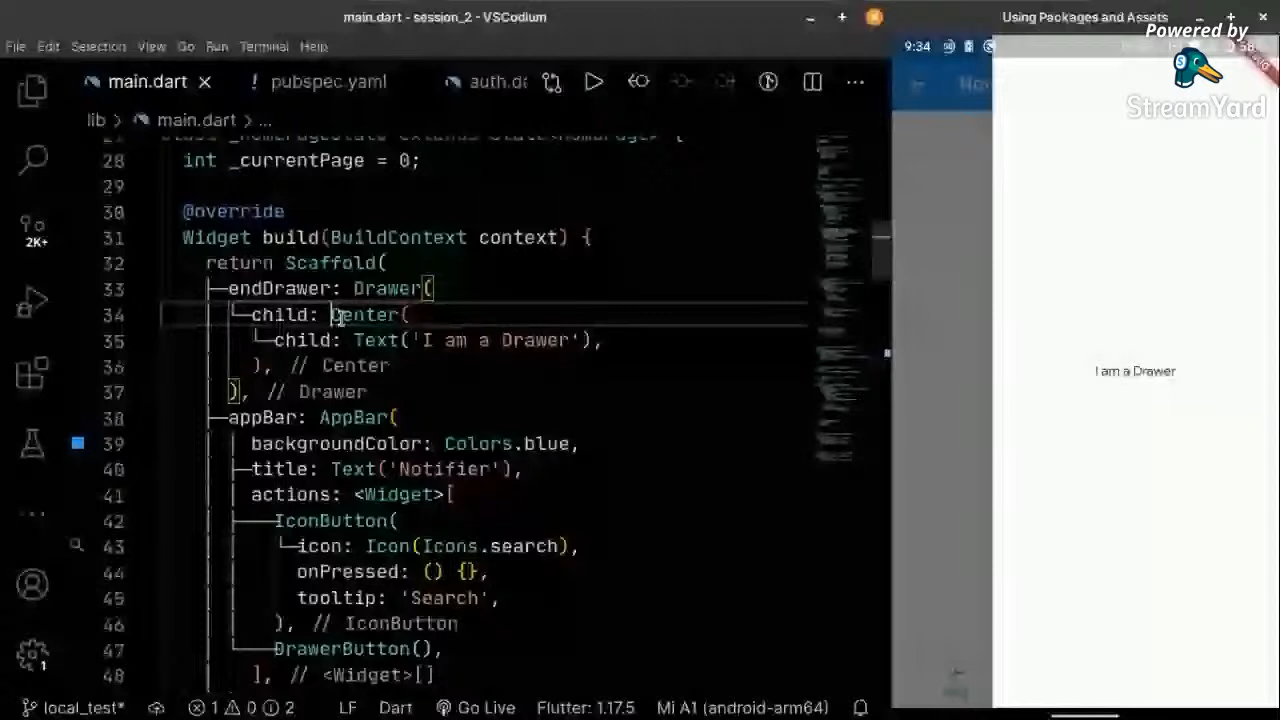 main.dart - session_2 - VSCodium
Using Packages and Assets
File Edit Selection View Go Run Terminal Help
9:34
58
Powered by
StreamYard
main.dart
pubspec.yaml
lib > main.dart > ...
28 int _currentPage = 0;
29
30 @override
31 Widget build(BuildContext context) {
32 return Scaffold(
33 endDrawer: Drawer(
34 child: Center(
35 child: Text('I am a Drawer'),
36 ), // Center
37 ), // Drawer
38 appBar: AppBar(
39 backgroundColor: Colors.blue,
40 title: Text('Notifier'),
41 actions: <Widget>[
42 IconButton(
43 icon: Icon(Icons.search),
44 onPressed: () {},
45 tooltip: 'Search',
46 ), // IconButton
47 DrawerButton(),
48 ], // <Widget>[]
2K+
1
I am a Drawer
local_test* 1 0 2 LF Dart Go Live Flutter: 1.17.5 Mi A1 (android-arm64)